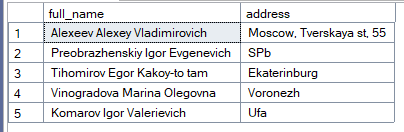 full_name address
1 Alexeev Alexey Vladimirovich Moscow, Tverskaya st, 55
2 Preobrazhenskiy Igor Evgenevich SPb
3 Tihomirov Egor Kakoy-to tam Ekaterinburg
4 Vinogradova Marina Olegovna Voronezh
5 Komarov Igor Valerievich Ufa